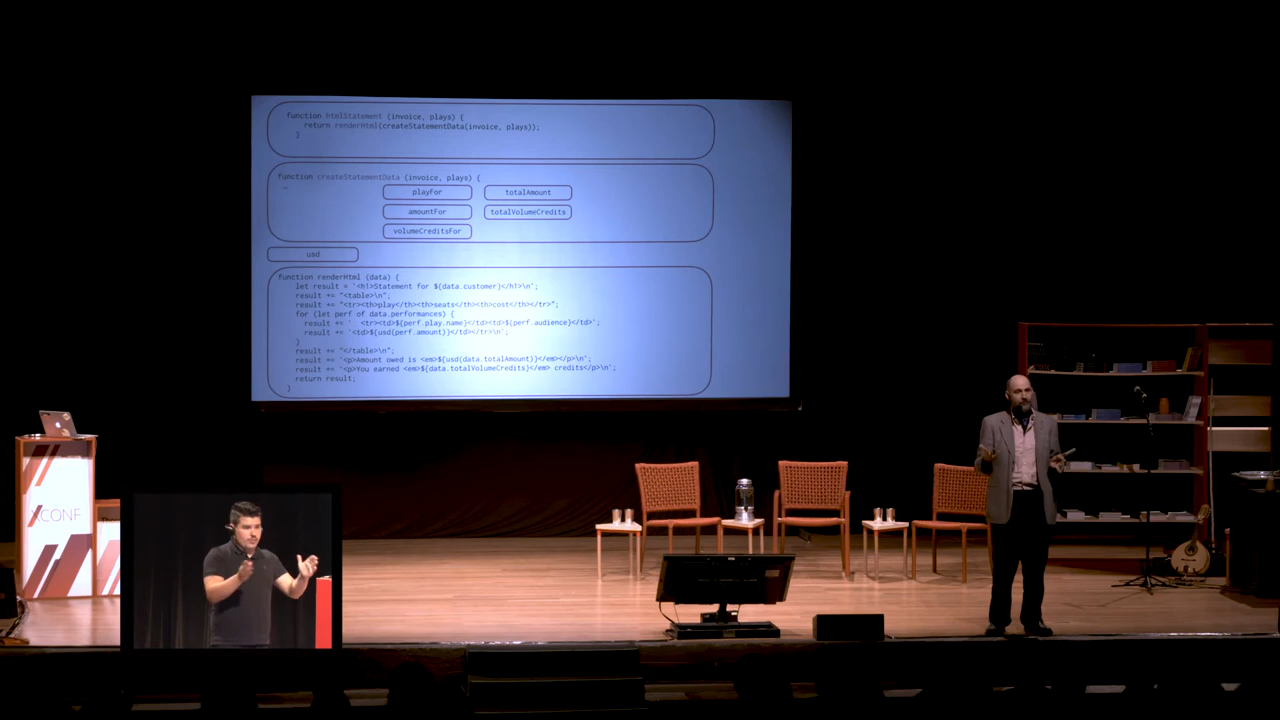 function htmlStatement (invoice, plays) {
return renderHtml(createStatementData(invoice, plays));
}
function createStatementData (invoice, plays) {
…
playFor
totalAmount
amountFor
totalVolumeCredits
volumeCreditsFor
usd
function renderHtml (data) {
let result = `<h1>Statement for ${data.customer}</h1>\n`;
result += "<table>\n";
result += "<tr><th>play</th><th>seats</th><th>cost</th></tr>";
for (let perf of data.performances) {
result += `  <tr><td>${perf.play.name}</td><td>${perf.audience}</td>`;
result += `<td>${usd(perf.amount)}</td></tr>\n`;
}
result += "</table>\n";
result += `<p>Amount owed is <em>${usd(data.totalAmount)}</em></p>\n`;
result += `<p>You earned <em>${data.totalVolumeCredits}</em> credits</p>\n`;
return result;
}
XCONF